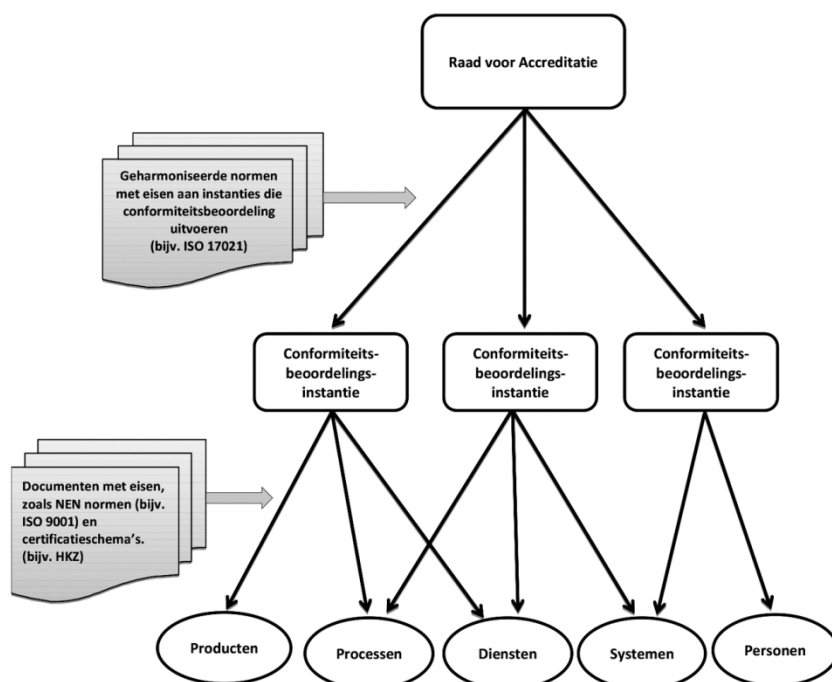 Raad voor Accreditatie
Geharmoniseerde normen
met eisen aan instanties die
conformiteitsbeoordeling
uitvoeren
(bijv. ISO 17021)
Conformiteits-
beoordelings-
instantie
Conformiteits-
beoordelings-
instantie
Conformiteits-
beoordelings-
instantie
Documenten met eisen,
zoals NEN normen (bijv.
ISO 9001) en
certificatieschema's.
(bijv. HKZ)
Producten
Processen
Diensten
Systemen
Personen